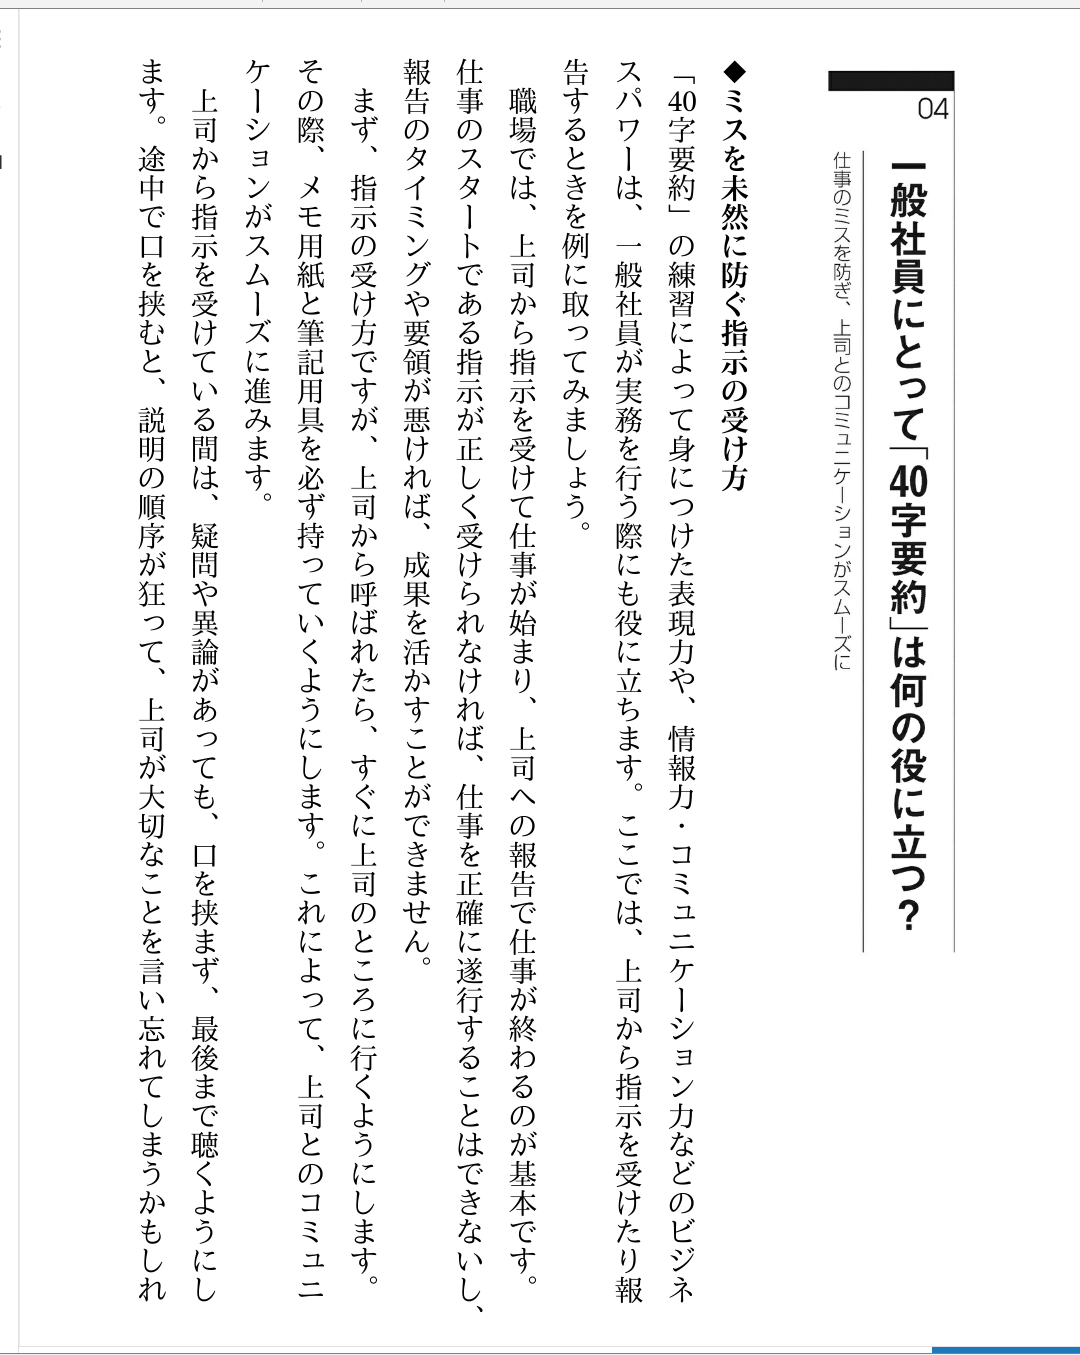 04
一般社員にとって「40字要約」は何の役に立つ？
仕事のミスを防ぎ、上司とのコミュニケーションがスムーズに
◆ミスを未然に防ぐ指示の受け方
「40字要約」の練習によって身につけた表現力や、情報力・コミュニケーション力などのビジネ
スパワーは、一般社員が実務を行う際にも役に立ちます。ここでは、上司から指示を受けたり報
告するときを例に取ってみましょう。
職場では、上司から指示を受けて仕事が始まり、上司への報告で仕事が終わるのが基本です。
仕事のスタートである指示が正しく受けられなければ、仕事を正確に遂行することはできないし、
報告のタイミングや要領が悪ければ、成果を活かすことができません。
まず、指示の受け方ですが、上司から呼ばれたら、すぐに上司のところに行くようにします。
その際、メモ用紙と筆記用具を必ず持っていくようにします。これによって、上司とのコミュニ
ケーションがスムーズに進みます。
上司から指示を受けている間は、疑問や異論があっても、口を挟まず、最後まで聴くようにし
ます。途中で口を挟むと、説明の順序が狂って、上司が大切なことを言い忘れてしまうかもしれ